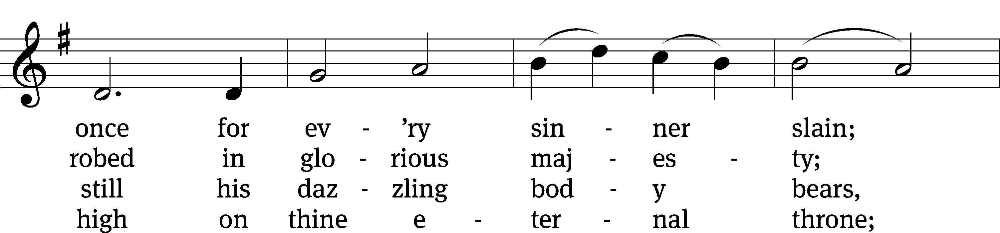 once for ev - ’ry sin - ner slain;
robed in glo - rious maj - es - ty;
still his daz - zling bod - y bears,
high on thine e - ter - nal throne;